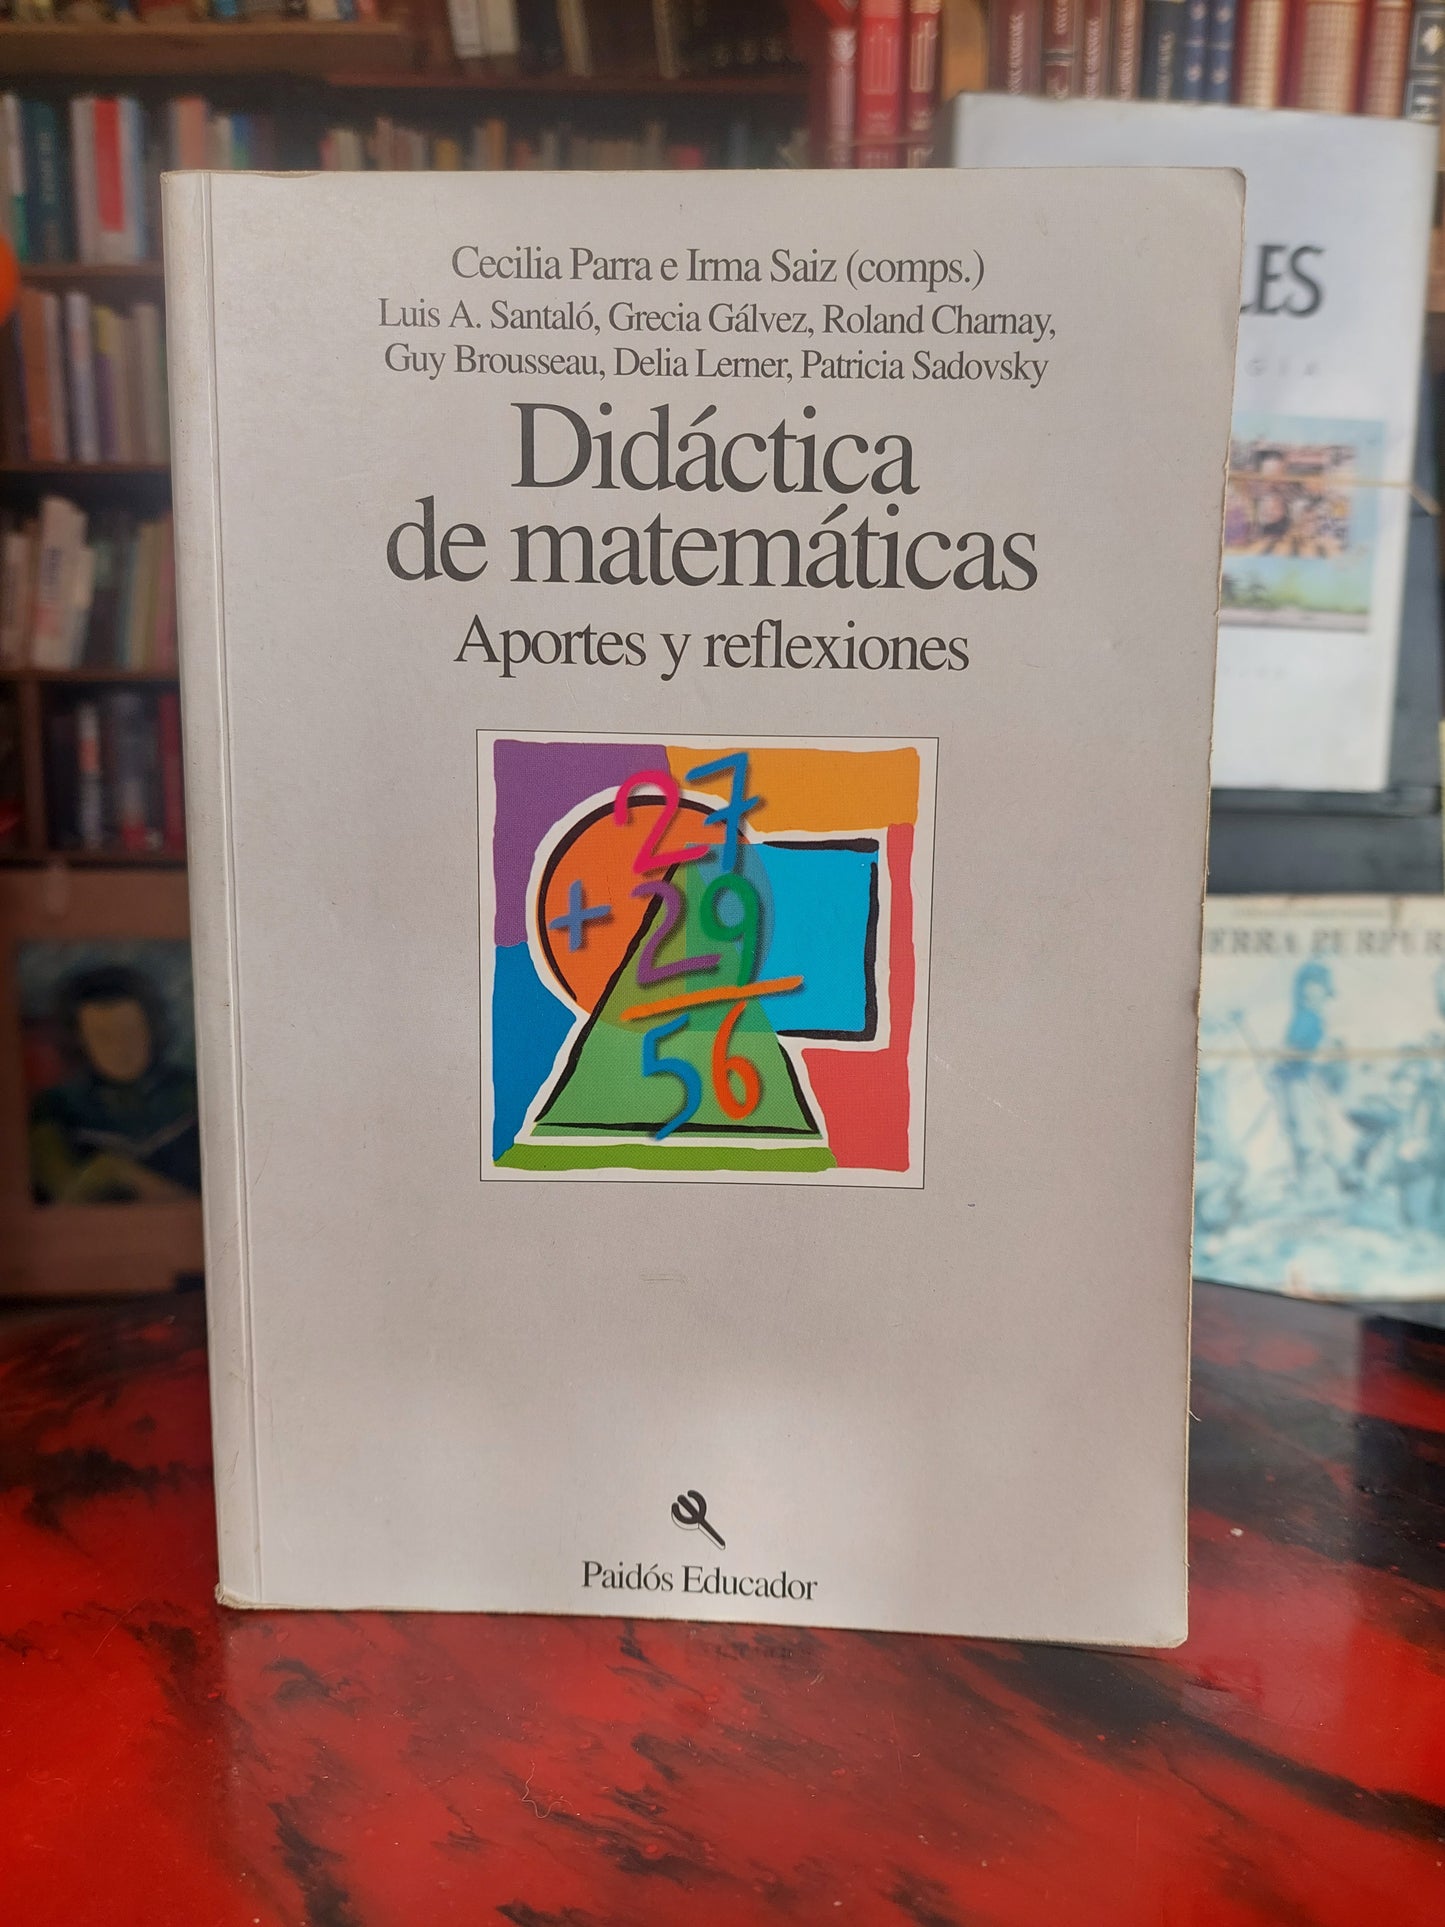 Cecilia Parra e Irma Saiz (comps.)
Luis A. Santaló, Grecia Gálvez, Roland Charnay,
Guy Brousseau, Delia Lerner, Patricia Sadovsky
Didáctica
de matemáticas
Aportes y reflexiones
27
+ 29
56
Paidós Educador
LES